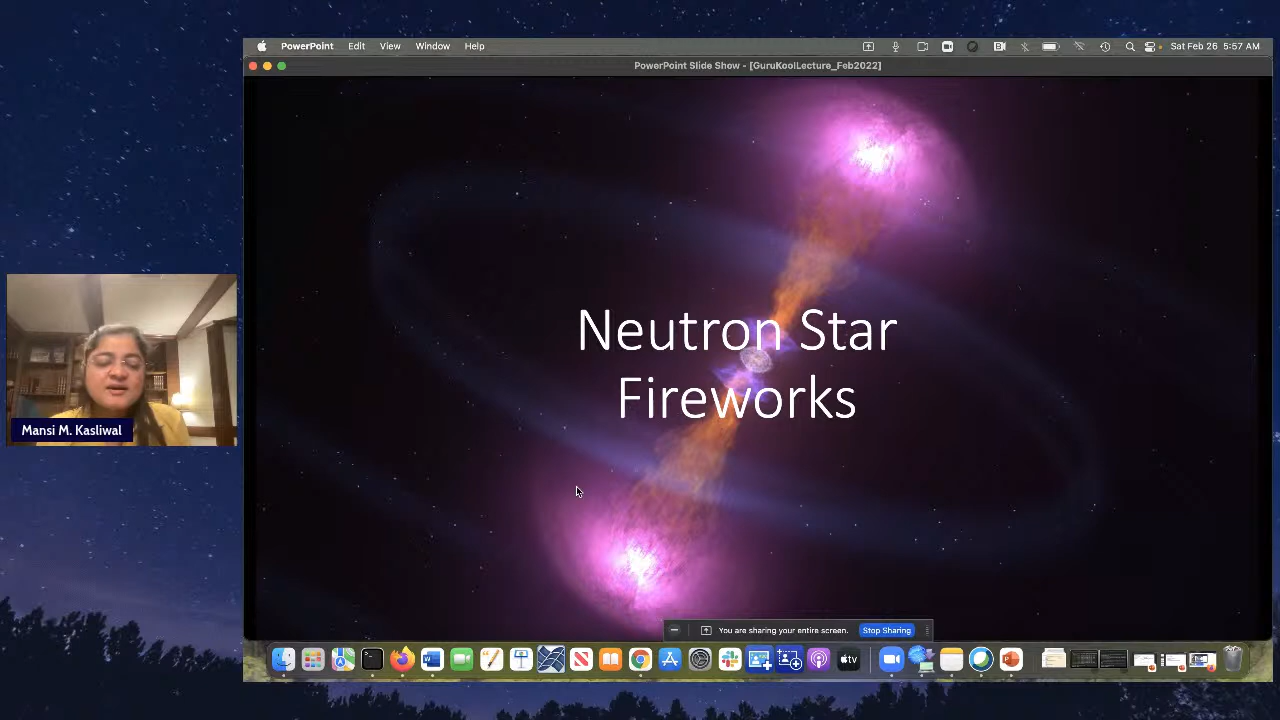 PowerPoint Edit View Window Help Sat Feb 26 5:57 AM
PowerPoint Slide Show - [GuruKoolLecture_Feb2022]
Neutron Star
Fireworks
Mansi M. Kasliwal
You are sharing your entire screen. Stop Sharing
tv